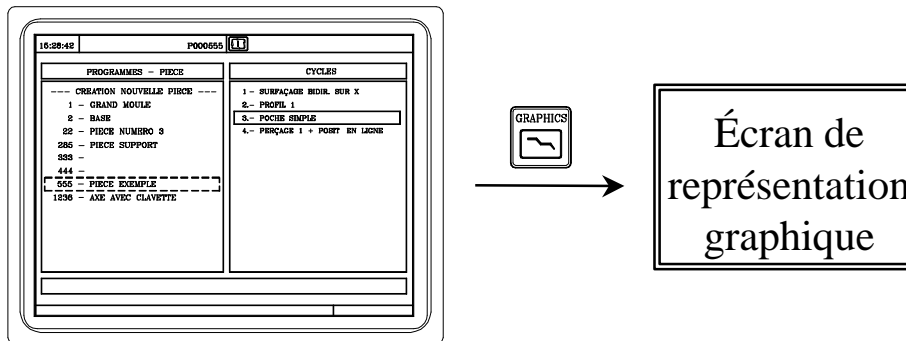 15:28:42 P000555
PROGRAMMES - PIECE
--- CREATION NOUVELLE PIECE ---
1 - GRAND MOULE
2 - BASE
22 - PIECE NUMERO 3
285 - PIECE SUPPORT
333 -
444 -
555 - PIECE EXEMPLE
1236 - AXE AVEC CLAVETTE
CYCLES
1 - SURFAÇAGE BIDIR. SUR X
2.- PROFIL 1
3.- POCHE SIMPLE
4.- PERÇAGE 1 + POSIT EN LIGNE
GRAPHICS
Écran de
représentation
graphique